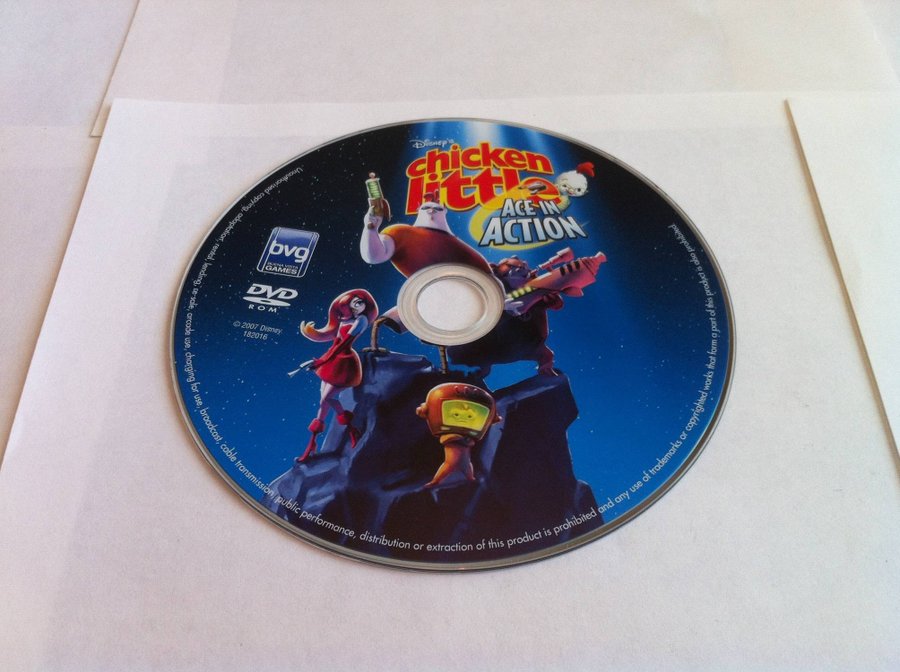 Disney's
chicken
little
ACE IN
ACTION
bvg
BUENA VISTA
GAMES
DVD
ROM
© 2007 Disney.
182016
Unauthorised copying, adaptation, rental, lending, re-sale, arcade use, charging for use, broadcast, cable transmission, public performance, distribution or extraction of this product is prohibited and any use of trademarks or copyrighted works that form a part of this product is also prohibited.